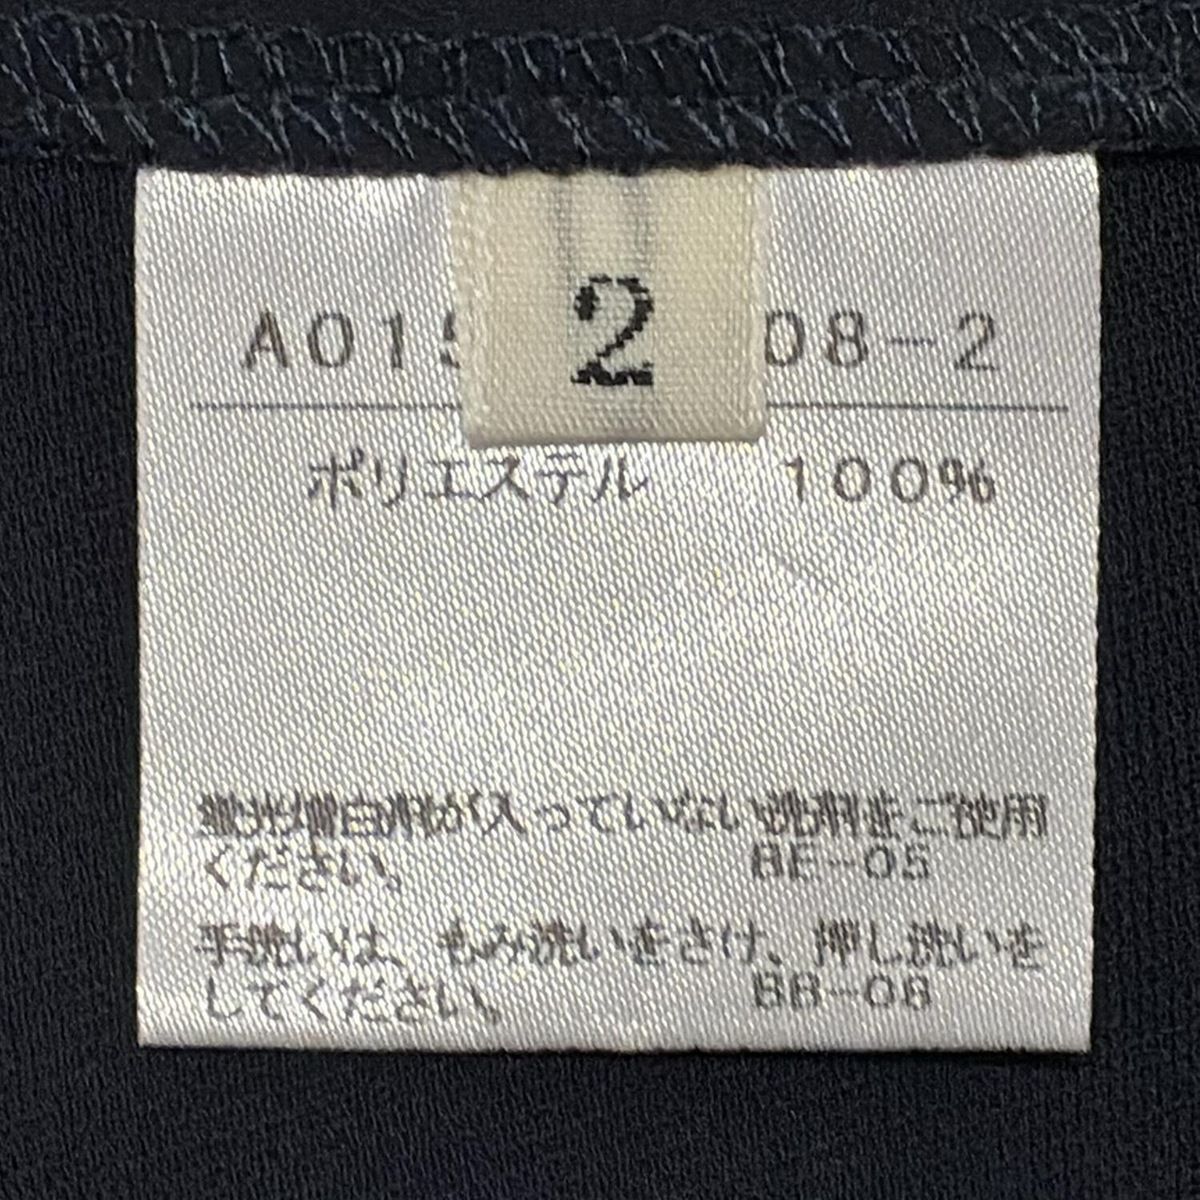 2
A015 08-2
ポリエステル 100%
蛍光増白剤が入っていない洗剤をご使用
ください。 BE-05
手洗いは、もみ洗いをさけ、押し洗いを
してください。 BB-08